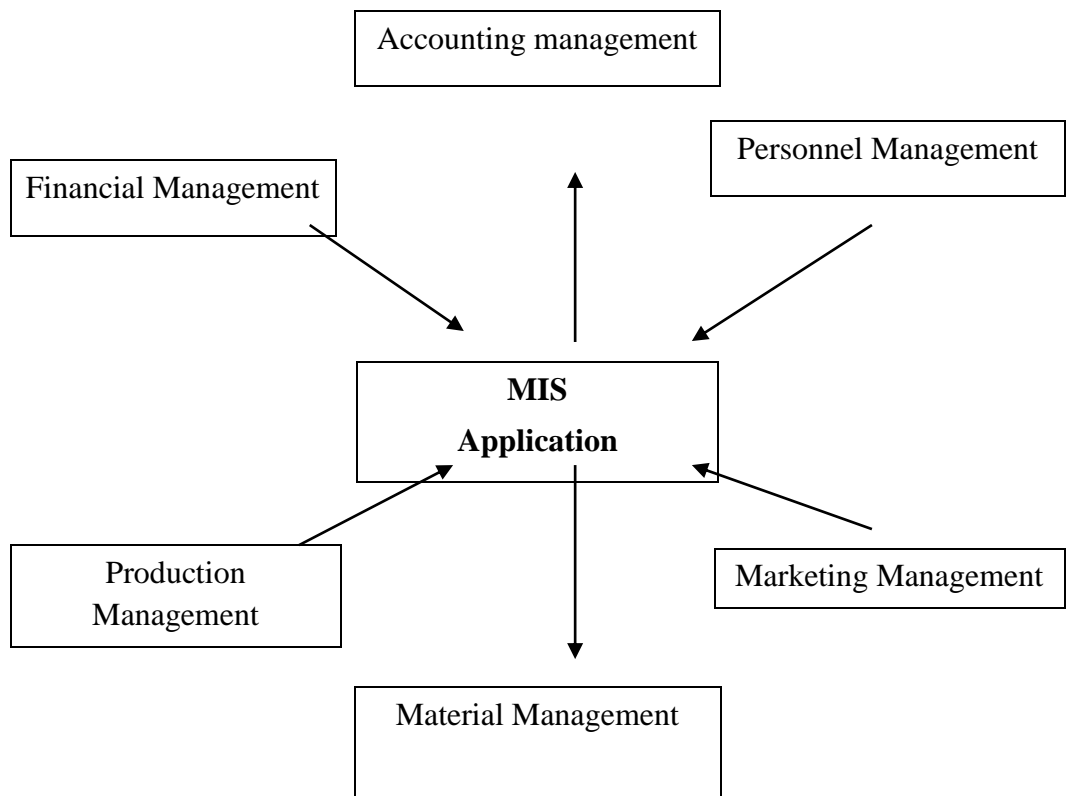 Accounting management
Personnel Management
Financial Management
MIS
Application
Production
Management
Marketing Management
Material Management